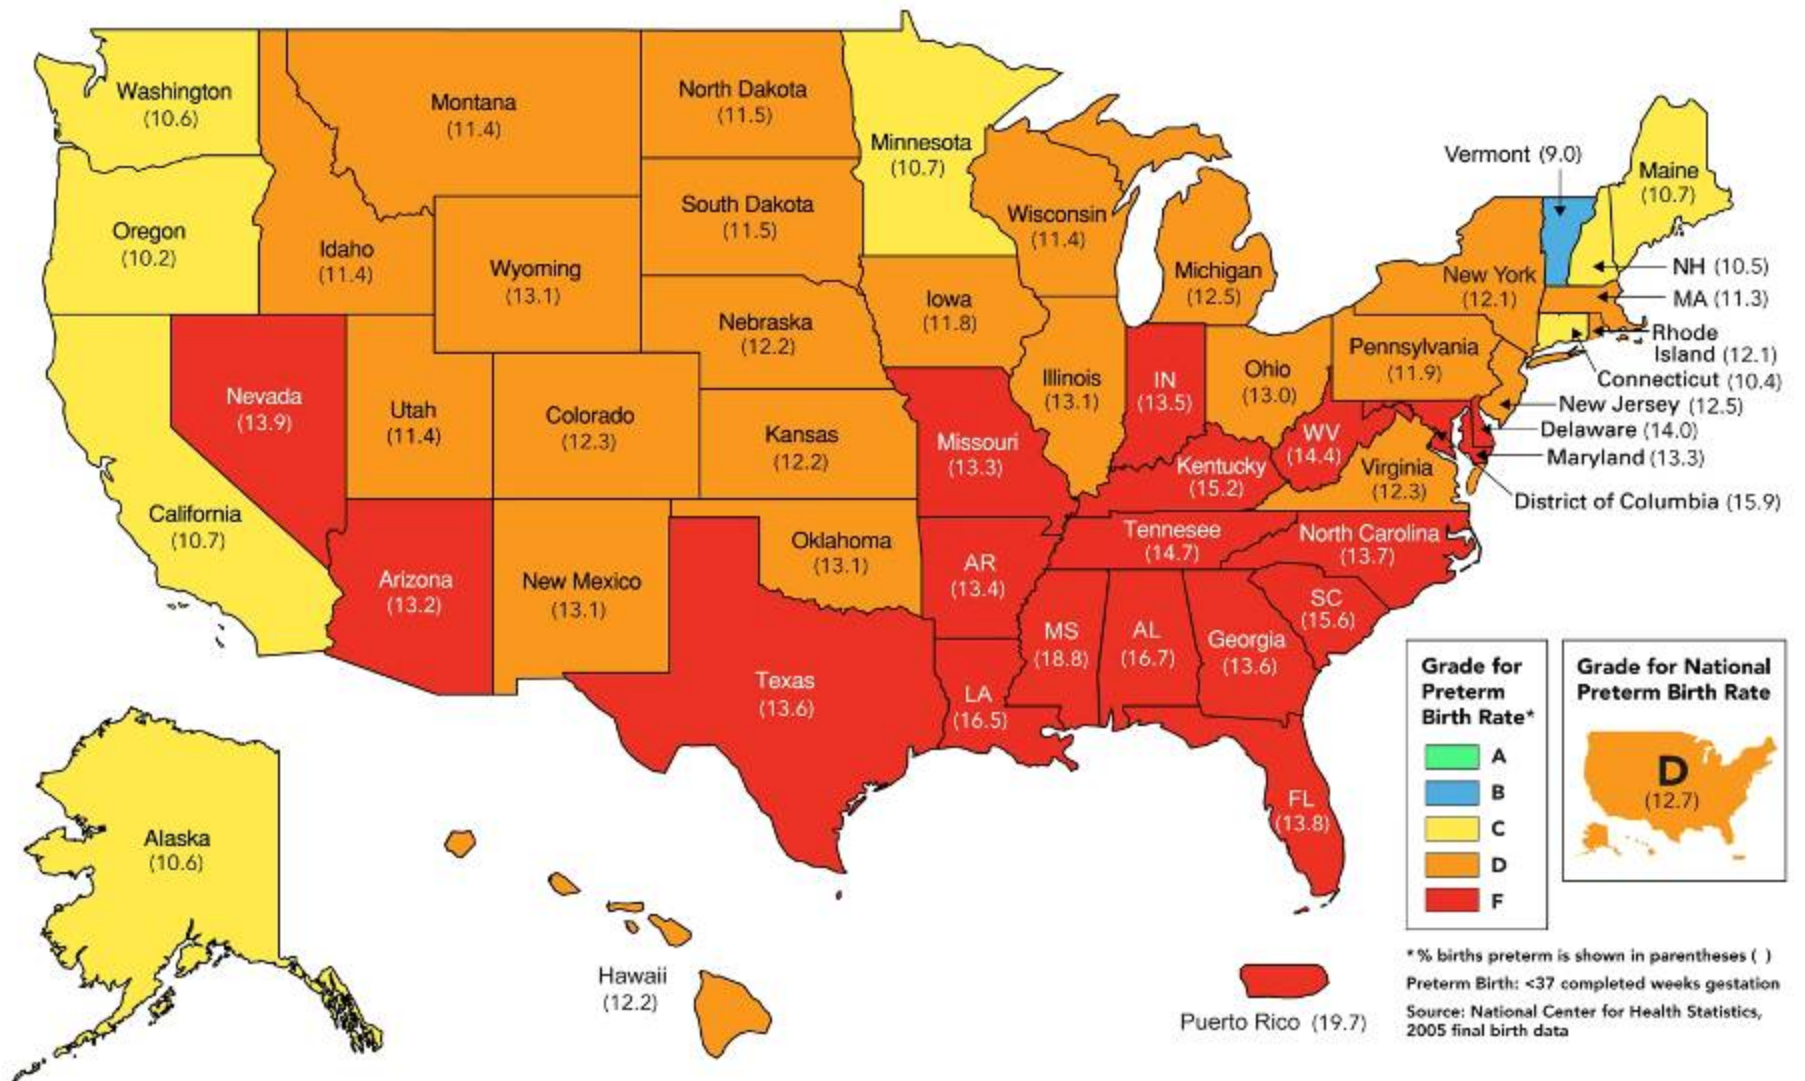 Washington
(10.6)
Oregon
(10.2)
California
(10.7)
Nevada
(13.9)
Idaho
(11.4)
Montana
(11.4)
Wyoming
(13.1)
Utah
(11.4)
Colorado
(12.3)
Arizona
(13.2)
New Mexico
(13.1)
North Dakota
(11.5)
South Dakota
(11.5)
Nebraska
(12.2)
Kansas
(12.2)
Oklahoma
(13.1)
Texas
(13.6)
Minnesota
(10.7)
Iowa
(11.8)
Missouri
(13.3)
AR
(13.4)
LA
(16.5)
Wisconsin
(11.4)
Illinois
(13.1)
Michigan
(12.5)
IN
(13.5)
Ohio
(13.0)
Kentucky
(15.2)
Tennesee
(14.7)
MS
(18.8)
AL
(16.7)
Georgia
(13.6)
FL
(13.8)
SC
(15.6)
North Carolina
(13.7)
Virginia
(12.3)
WV
(14.4)
Pennsylvania
(11.9)
New York
(12.1)
Vermont (9.0)
Maine
(10.7)
NH (10.5)
MA (11.3)
Rhode
Island (12.1)
Connecticut (10.4)
New Jersey (12.5)
Delaware (14.0)
Maryland (13.3)
District of Columbia (15.9)
Alaska
(10.6)
Hawaii
(12.2)
Puerto Rico (19.7)
Grade for
Preterm
Birth Rate*
A
B
C
D
F
Grade for National
Preterm Birth Rate
D
(12.7)
*% births preterm is shown in parentheses ( )
Preterm Birth: <37 completed weeks gestation
Source: National Center for Health Statistics,
2005 final birth data